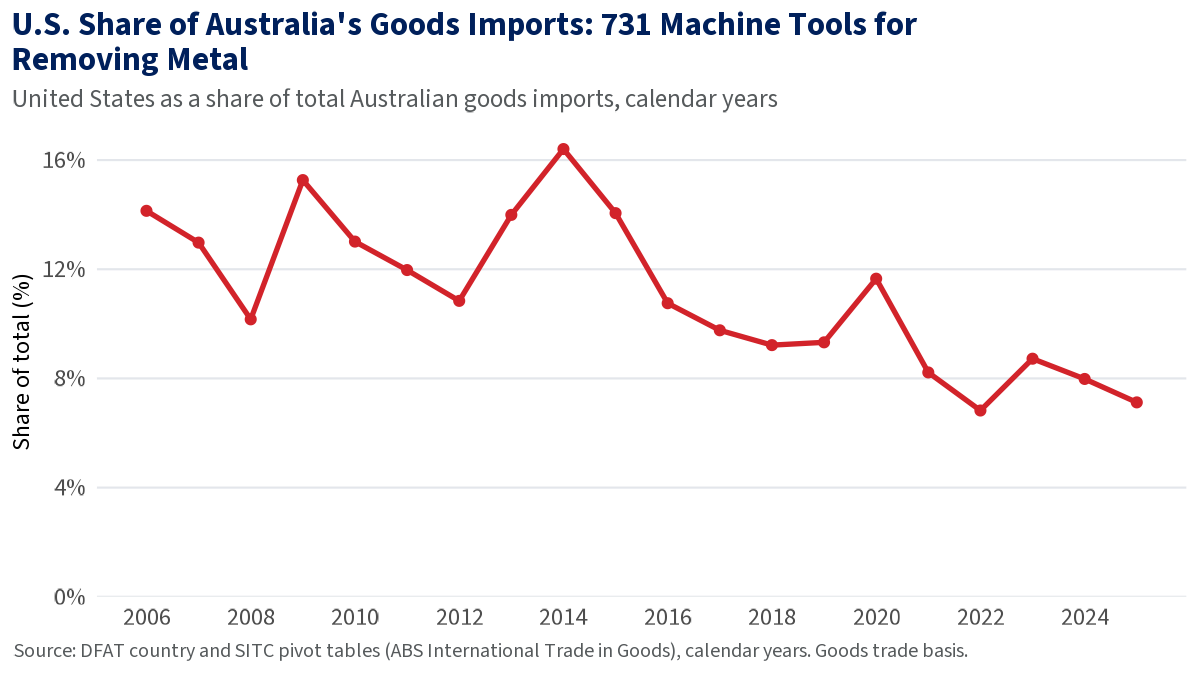 U.S. Share of Australia's Goods Imports: 731 Machine Tools for
Removing Metal
United States as a share of total Australian goods imports, calendar years
Share of total (%)
16%
12%
8%
4%
0%
2006 2008 2010 2012 2014 2016 2018 2020 2022 2024
Source: DFAT country and SITC pivot tables (ABS International Trade in Goods), calendar years. Goods trade basis.